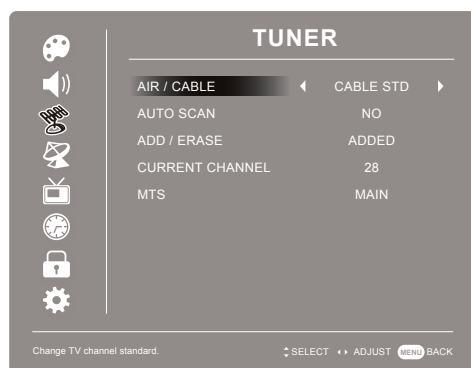 TUNER
AIR / CABLE CABLE STD
AUTO SCAN NO
ADD / ERASE ADDED
CURRENT CHANNEL 28
MTS MAIN
Change TV channel standard. SELECT ADJUST MENU BACK